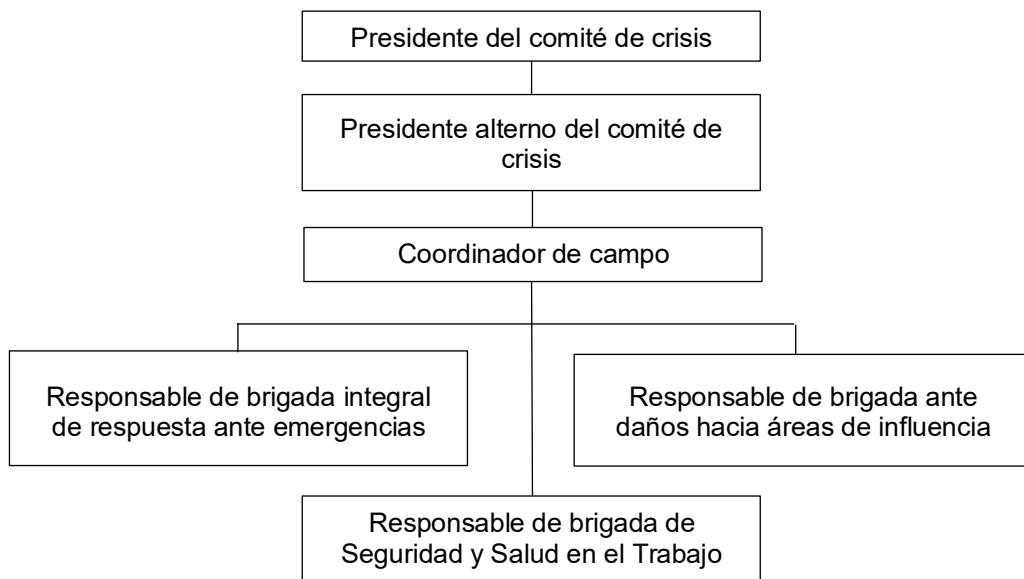 Presidente del comité de crisis
Presidente alterno del comité de
crisis
Coordinador de campo
Responsable de brigada integral
de respuesta ante emergencias
Responsable de brigada ante
daños hacia áreas de influencia
Responsable de brigada de
Seguridad y Salud en el Trabajo